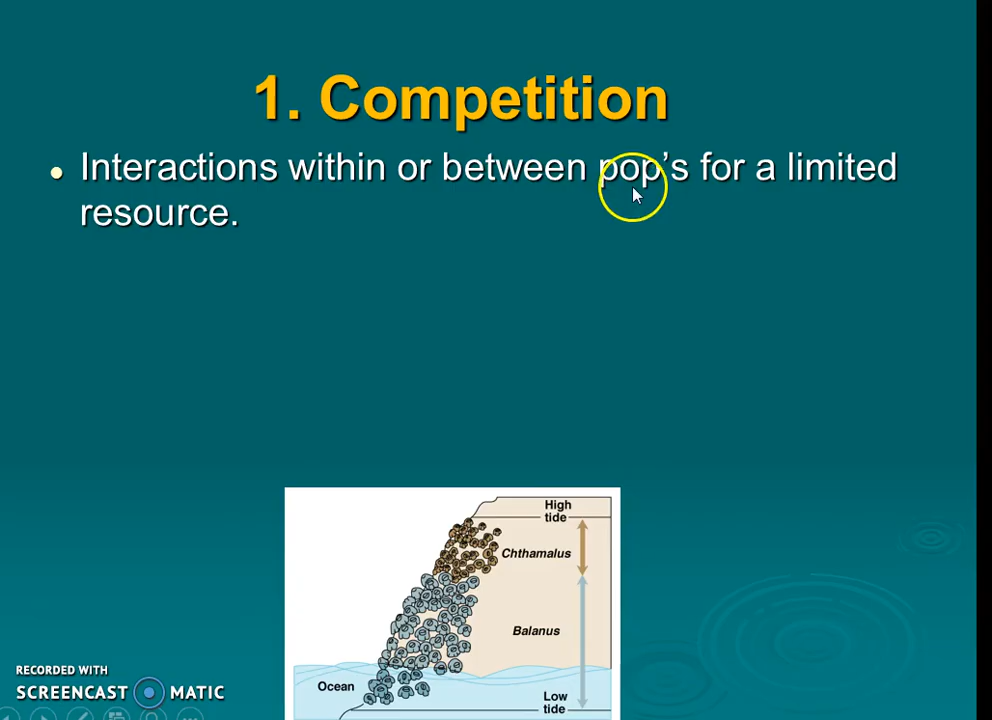 1. Competition
Interactions within or between pop's for a limited
resource.
High
tide
Chthamalus
Balanus
Ocean
Low
tide
RECORDED WITH
SCREENCAST MATIC